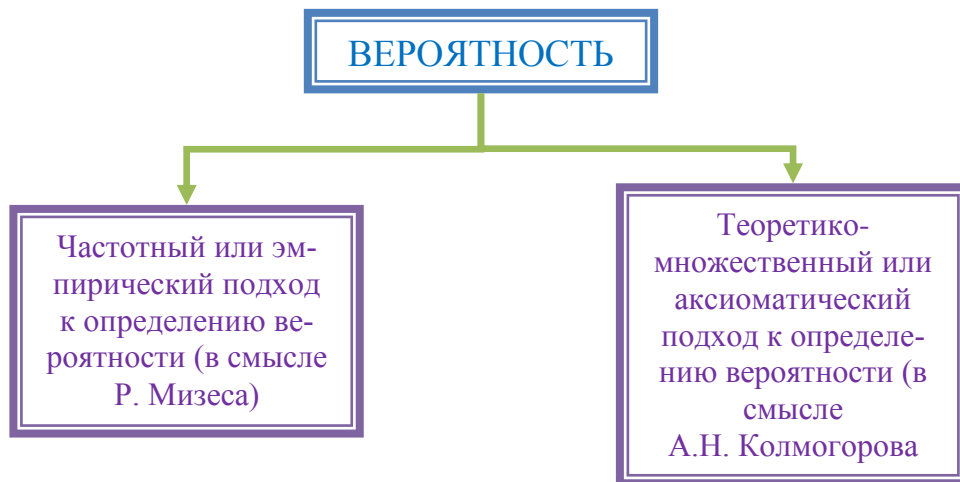 ВЕРОЯТНОСТЬ
Частотный или эм-
пирический подход
к определению ве-
роятности (в смысле
Р. Мизеса)
Теоретико-
множественный или
аксиоматический
подход к определе-
нию вероятности (в
смысле
А.Н. Колмогорова